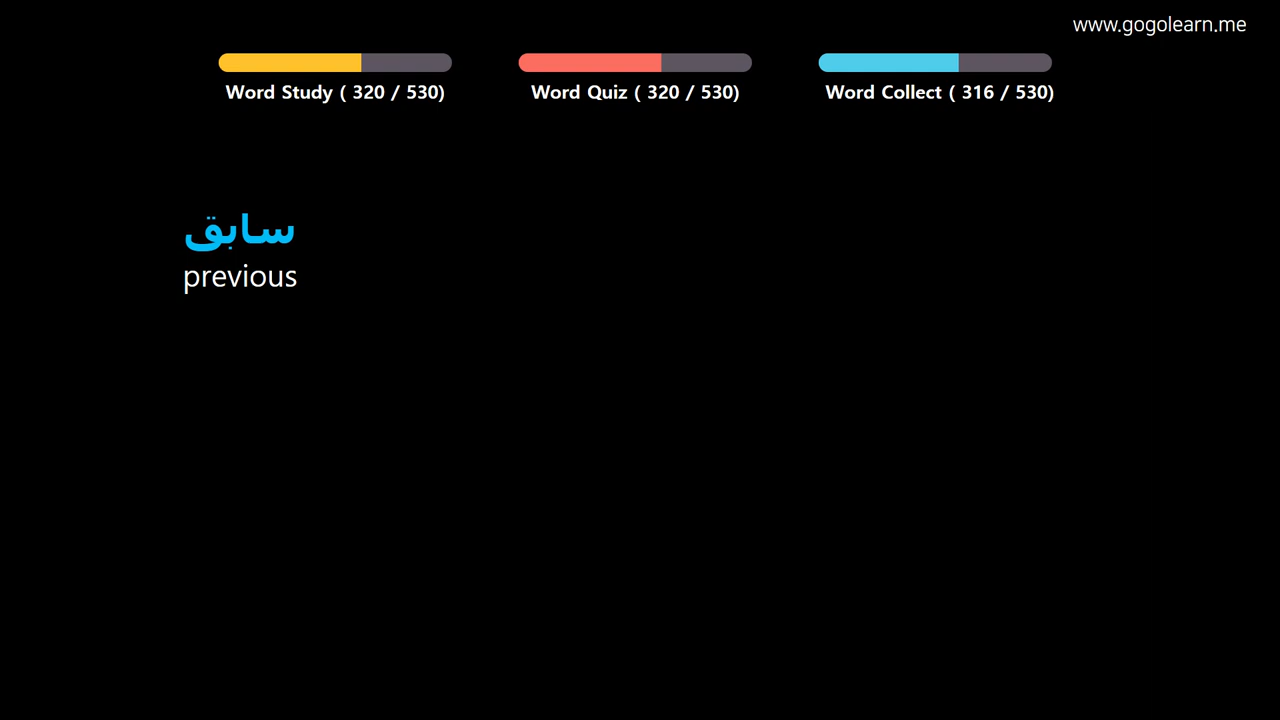 www.gogolearn.me
Word Study ( 320 / 530)
Word Quiz ( 320 / 530)
Word Collect ( 316 / 530)
سابق
previous